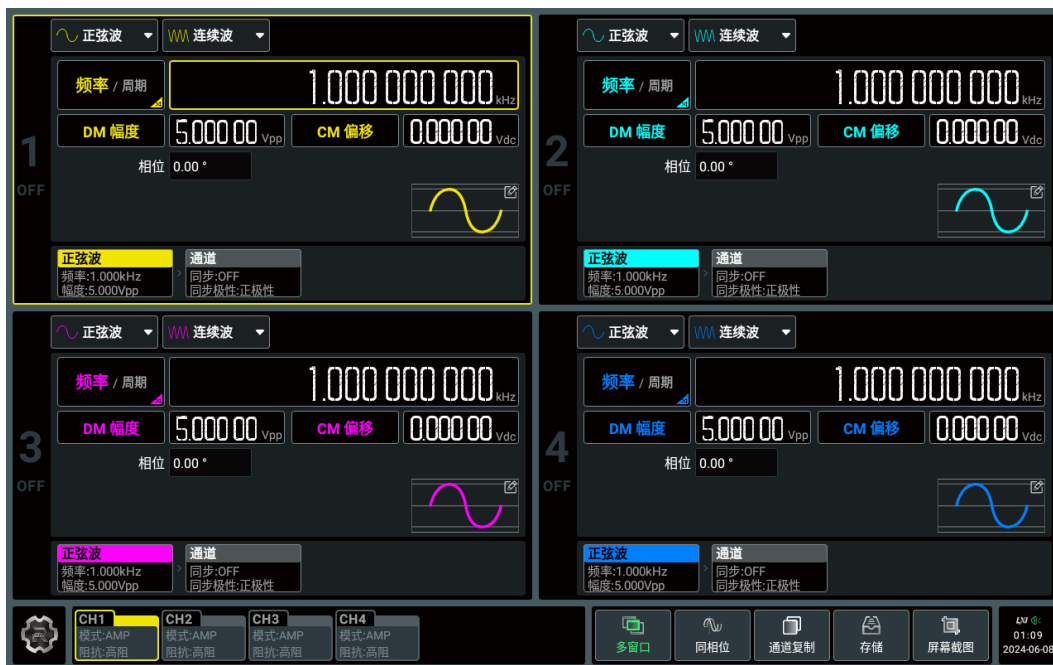 正弦波 连续波
频率 / 周期 1.000 000 000 kHz
DM 幅度 5.000 00 Vpp CM 偏移 0.000 00 Vdc
1
相位 0.00 °
OFF
正弦波 通道
频率:1.000kHz 同步:OFF
幅度:5.000Vpp 同步极性:正极性
正弦波 连续波
频率 / 周期 1.000 000 000 kHz
DM 幅度 5.000 00 Vpp CM 偏移 0.000 00 Vdc
2
相位 0.00 °
OFF
正弦波 通道
频率:1.000kHz 同步:OFF
幅度:5.000Vpp 同步极性:正极性
正弦波 连续波
频率 / 周期 1.000 000 000 kHz
DM 幅度 5.000 00 Vpp CM 偏移 0.000 00 Vdc
3
相位 0.00 °
OFF
正弦波 通道
频率:1.000kHz 同步:OFF
幅度:5.000Vpp 同步极性:正极性
正弦波 连续波
频率 / 周期 1.000 000 000 kHz
DM 幅度 5.000 00 Vpp CM 偏移 0.000 00 Vdc
4
相位 0.00 °
OFF
正弦波 通道
频率:1.000kHz 同步:OFF
幅度:5.000Vpp 同步极性:正极性
CH1 CH2 CH3 CH4
模式:AMP 模式:AMP 模式:AMP 模式:AMP
阻抗:高阻 阻抗:高阻 阻抗:高阻 阻抗:高阻
多窗口 同相位 通道复制 存储 屏幕截图
01:09
2024-06-08